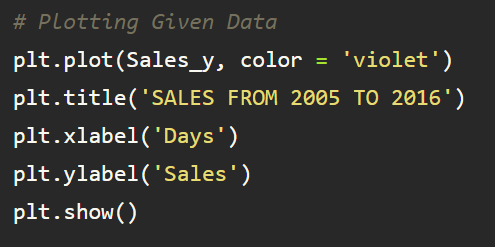 # Plotting Given Data
plt.plot(Sales_y, color = 'violet')
plt.title('SALES FROM 2005 TO 2016')
plt.xlabel('Days')
plt.ylabel('Sales')
plt.show()